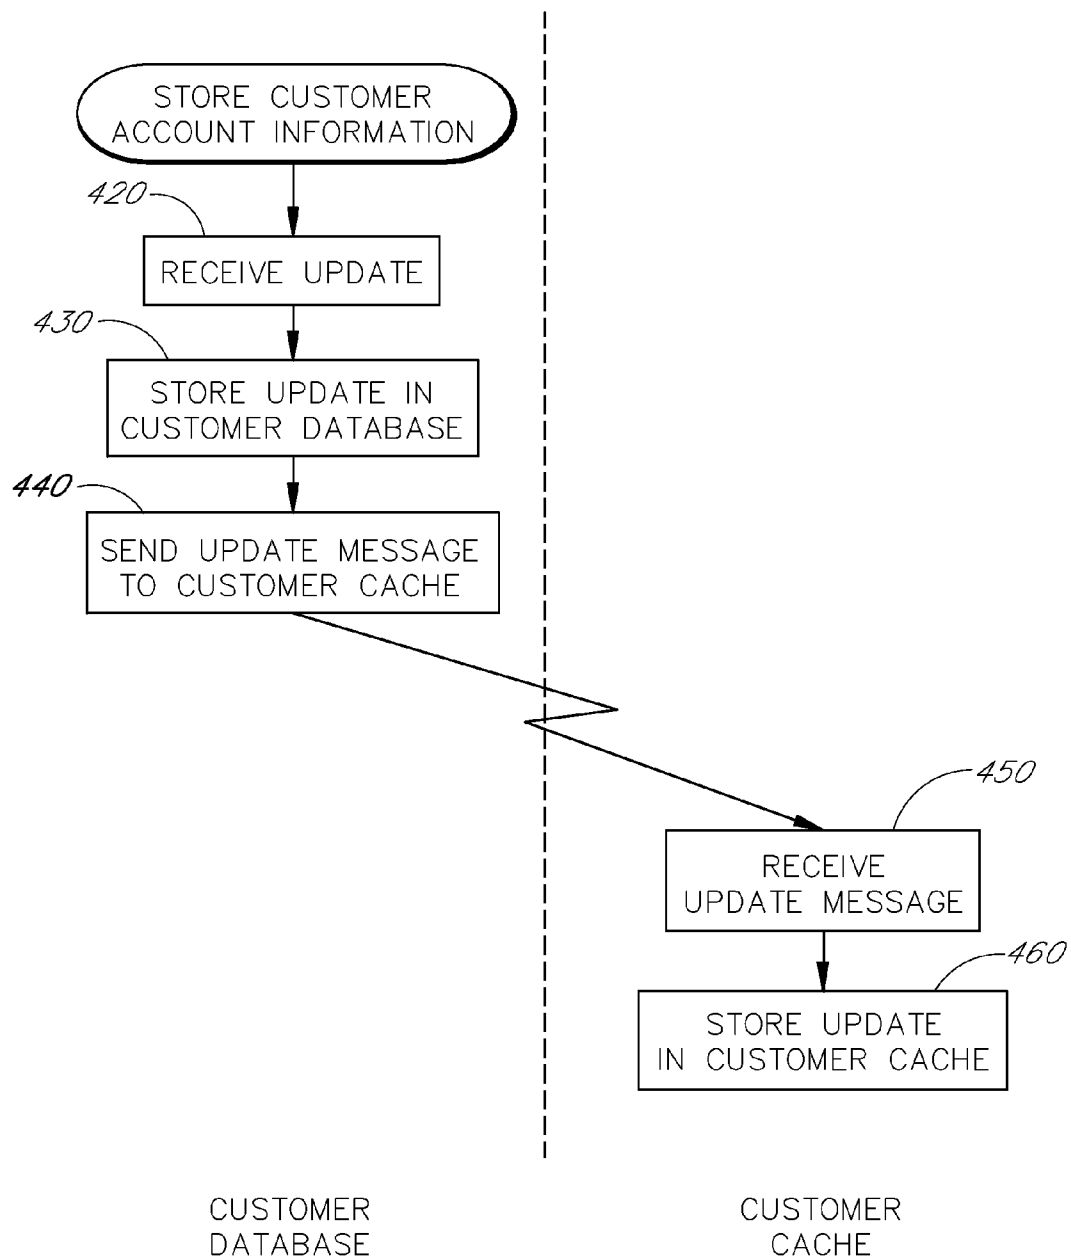 STORE CUSTOMER
ACCOUNT INFORMATION
420
RECEIVE UPDATE
430
STORE UPDATE IN
CUSTOMER DATABASE
440
SEND UPDATE MESSAGE
TO CUSTOMER CACHE
450
RECEIVE
UPDATE MESSAGE
460
STORE UPDATE
IN CUSTOMER CACHE
CUSTOMER
DATABASE
CUSTOMER
CACHE